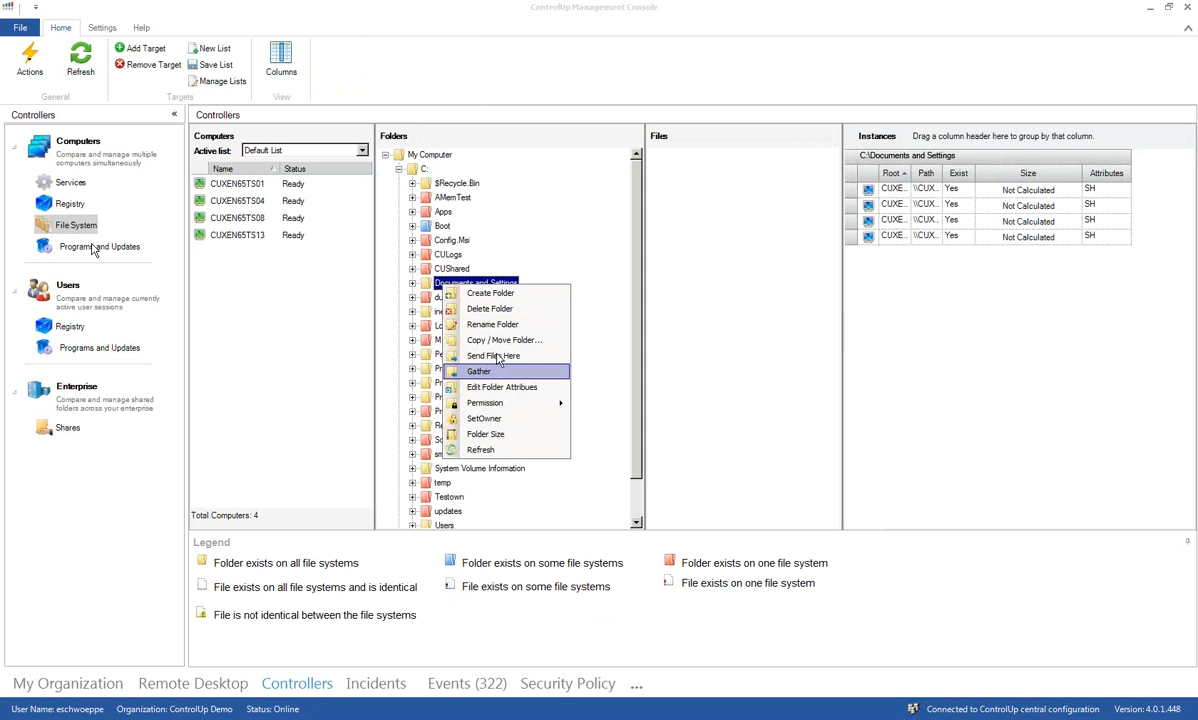 ControlUp Management Console
File
Home
Settings
Help
Actions
Refresh
General
Add Target
Remove Target
New List
Save List
Manage Lists
Targets
Columns
View
Controllers
«
Computers
Compare and manage multiple
computers simultaneously
Services
Registry
File System
Programs and Updates
Users
Compare and manage currently
active user sessions
Registry
Programs and Updates
Enterprise
Compare and manage shared
folders across your enterprise
Shares
Controllers
Computers
Active list: Default List
Name Status
CUXEN65TS01 Ready
CUXEN65TS04 Ready
CUXEN65TS08 Ready
CUXEN65TS13 Ready
Total Computers: 4
Folders
My Computer
C:
$Recycle.Bin
AMemTest
Apps
Boot
Config.Msi
CULogs
CUShared
Documents and Settings
Create Folder
Delete Folder
Rename Folder
Copy / Move Folder...
Send Files Here
Gather
Edit Folder Attribues
Permission
SetOwner
Folder Size
Refresh
System Volume Information
temp
Testown
updates
Users
Files
Instances Drag a column header here to group by that column.
C:\Documents and Settings
Root Path Exist Size Attributes
CUXE... \\CUX... Yes Not Calculated SH
CUXE... \\CUX... Yes Not Calculated SH
CUXE... \\CUX... Yes Not Calculated SH
CUXE... \\CUX... Yes Not Calculated SH
Legend
Folder exists on all file systems
Folder exists on some file systems
Folder exists on one file system
File exists on all file systems and is identical
File exists on some file systems
File exists on one file system
File is not identical between the file systems
My Organization Remote Desktop Controllers Incidents Events (322) Security Policy ...
User Name: eschwoeppe Organization: ControlUp Demo Status: Online Connected to ControlUp central configuration Version: 4.0.1.448